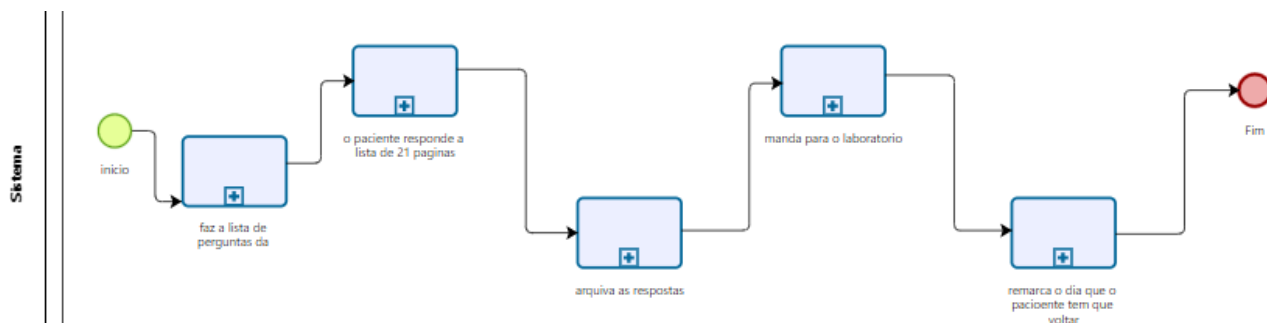 Sistema
inicio
faz a lista de
perguntas da
o paciente responde a
lista de 21 paginas
arquiva as respostas
manda para o laboratorio
remarca o dia que o
pacioente tem que
voltar
Fim